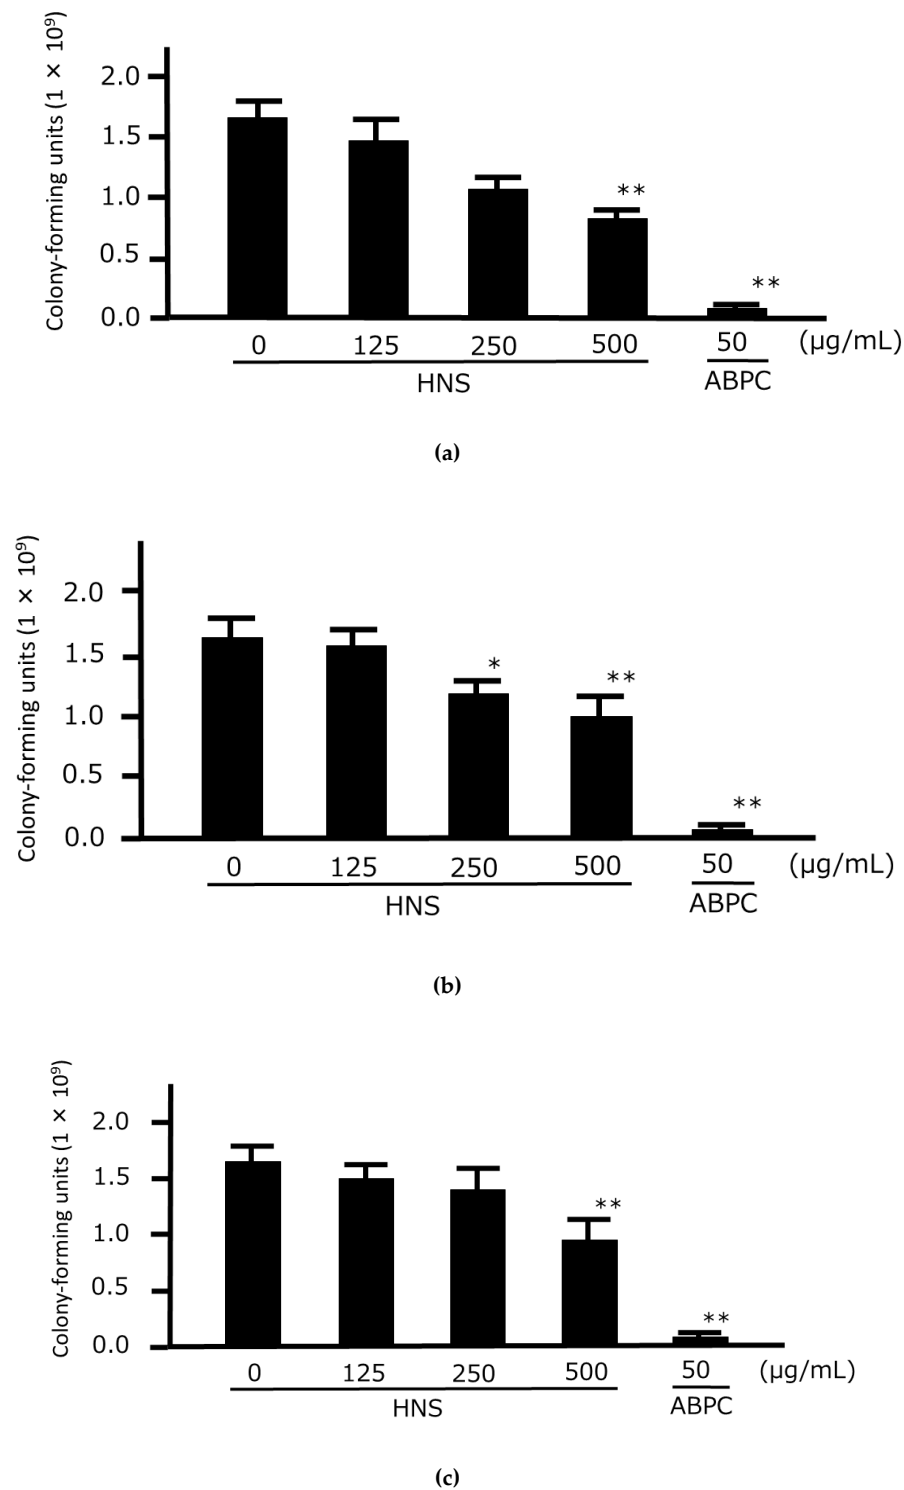 Colony-forming units (1 × 10⁹)
2.0
1.5
1.0
0.5
0.0
**
**
0 125 250 500 50 (µg/mL)
HNS ABPC
(a)
Colony-forming units (1 × 10⁹)
2.0
1.5
1.0
0.5
0.0
*
**
**
0 125 250 500 50 (µg/mL)
HNS ABPC
(b)
Colony-forming units (1 × 10⁹)
2.0
1.5
1.0
0.5
0.0
**
**
0 125 250 500 50 (µg/mL)
HNS ABPC
(c)